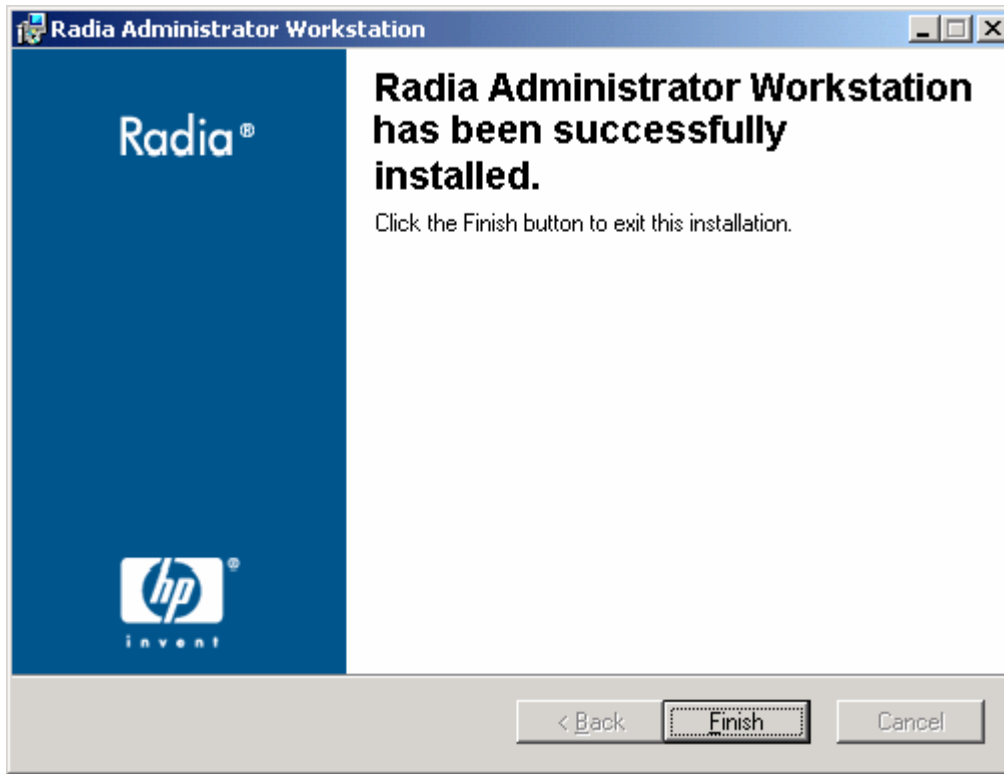 Radia Administrator Workstation
Radia®
Radia Administrator Workstation
has been successfully
installed.
Click the Finish button to exit this installation.
hp®
invent
< Back
Finish
Cancel